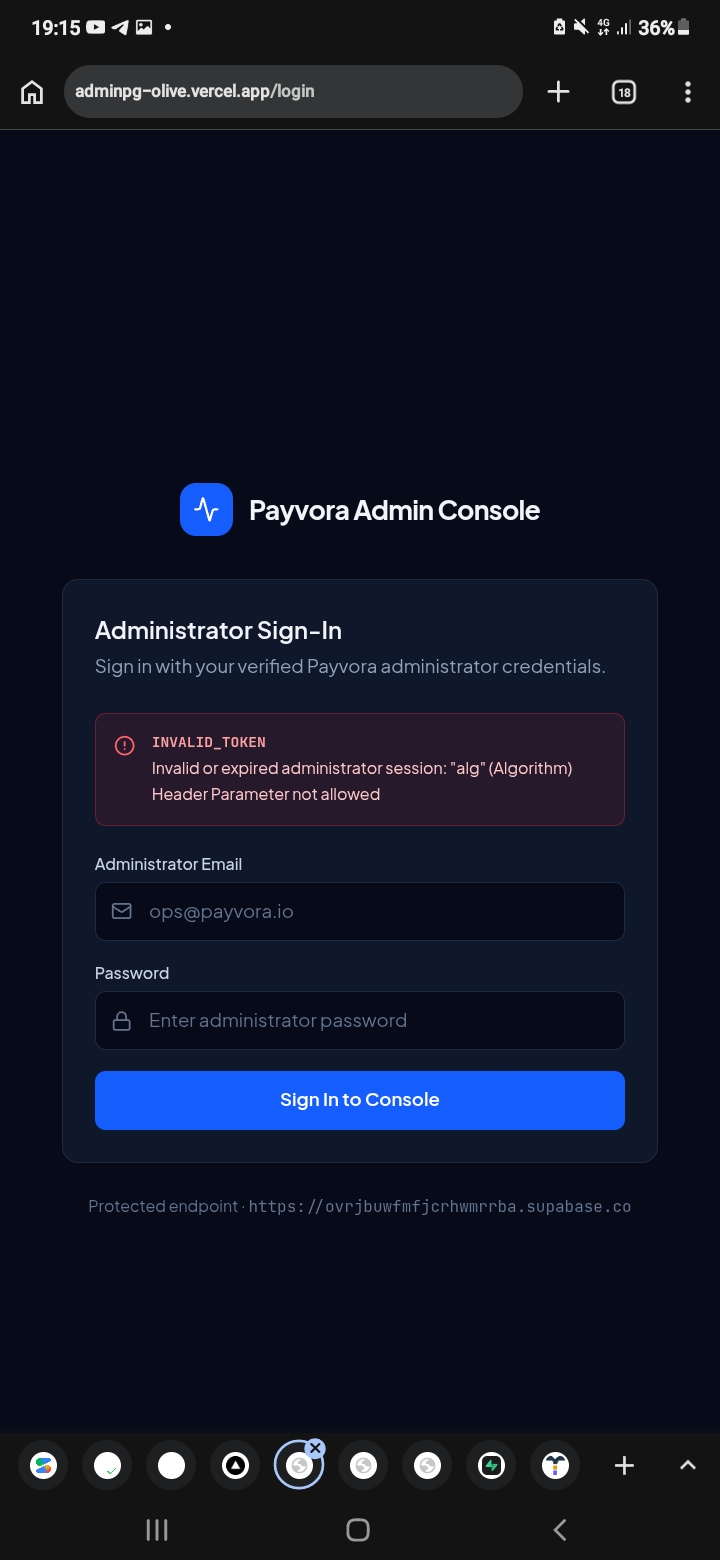 19:15
4G
36%
adminpg-olive.vercel.app/login
18
Payvora Admin Console
Administrator Sign-In
Sign in with your verified Payvora administrator credentials.
INVALID_TOKEN
Invalid or expired administrator session: "alg" (Algorithm)
Header Parameter not allowed
Administrator Email
ops@payvora.io
Password
Enter administrator password
Sign In to Console
Protected endpoint · https://ovrjbuwfmfjcrhwmrrba.supabase.co